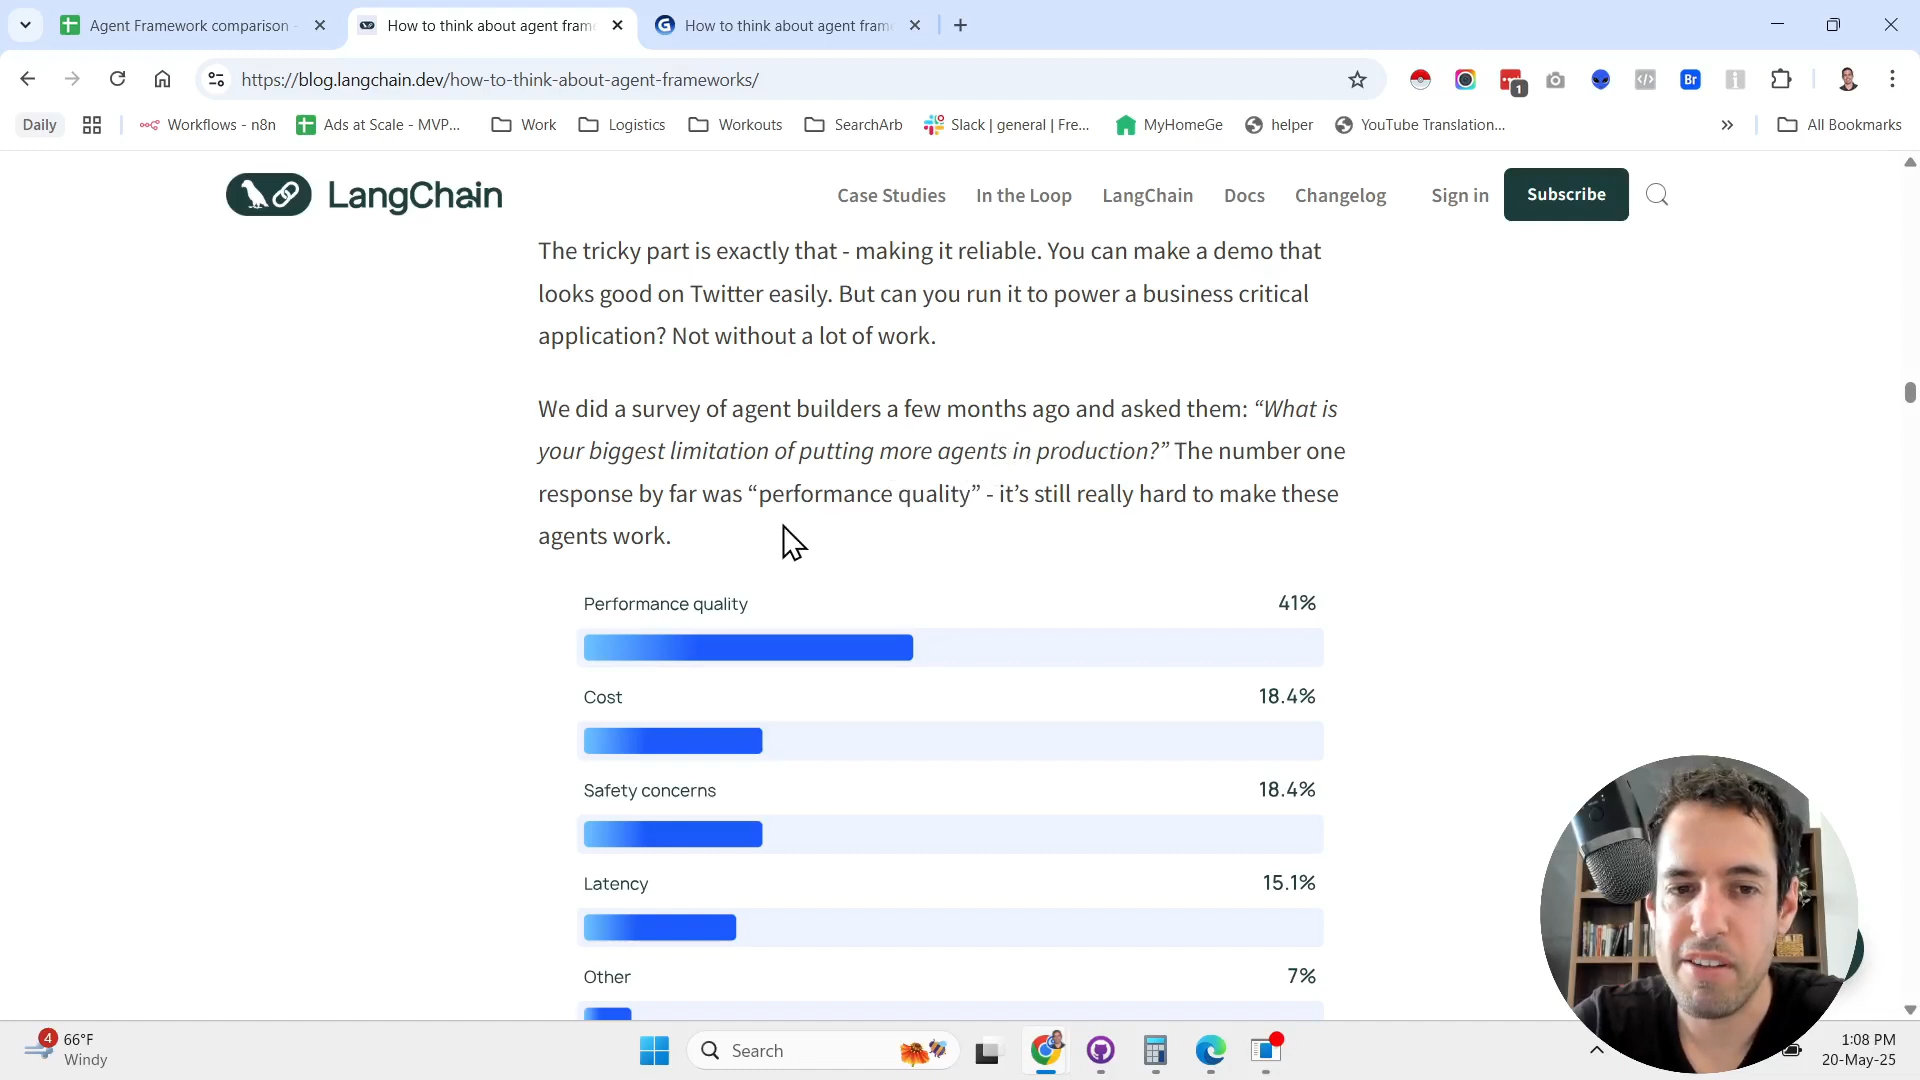 Agent Framework comparison -
How to think about agent frame
How to think about agent frame
https://blog.langchain.dev/how-to-think-about-agent-frameworks/
1
Br
Daily
Workflows - n8n
Ads at Scale - MVP...
Work
Logistics
Workouts
SearchArb
Slack | general | Fre...
MyHomeGe
helper
YouTube Translation...
All Bookmarks
LangChain
Case Studies
In the Loop
LangChain
Docs
Changelog
Sign in
Subscribe
The tricky part is exactly that - making it reliable. You can make a demo that
looks good on Twitter easily. But can you run it to power a business critical
application? Not without a lot of work.
We did a survey of agent builders a few months ago and asked them: “What is
your biggest limitation of putting more agents in production?” The number one
response by far was “performance quality” - it’s still really hard to make these
agents work.
Performance quality 41%
Cost 18.4%
Safety concerns 18.4%
Latency 15.1%
Other 7%
4
66°F
Windy
Search
1:08 PM
20-May-25